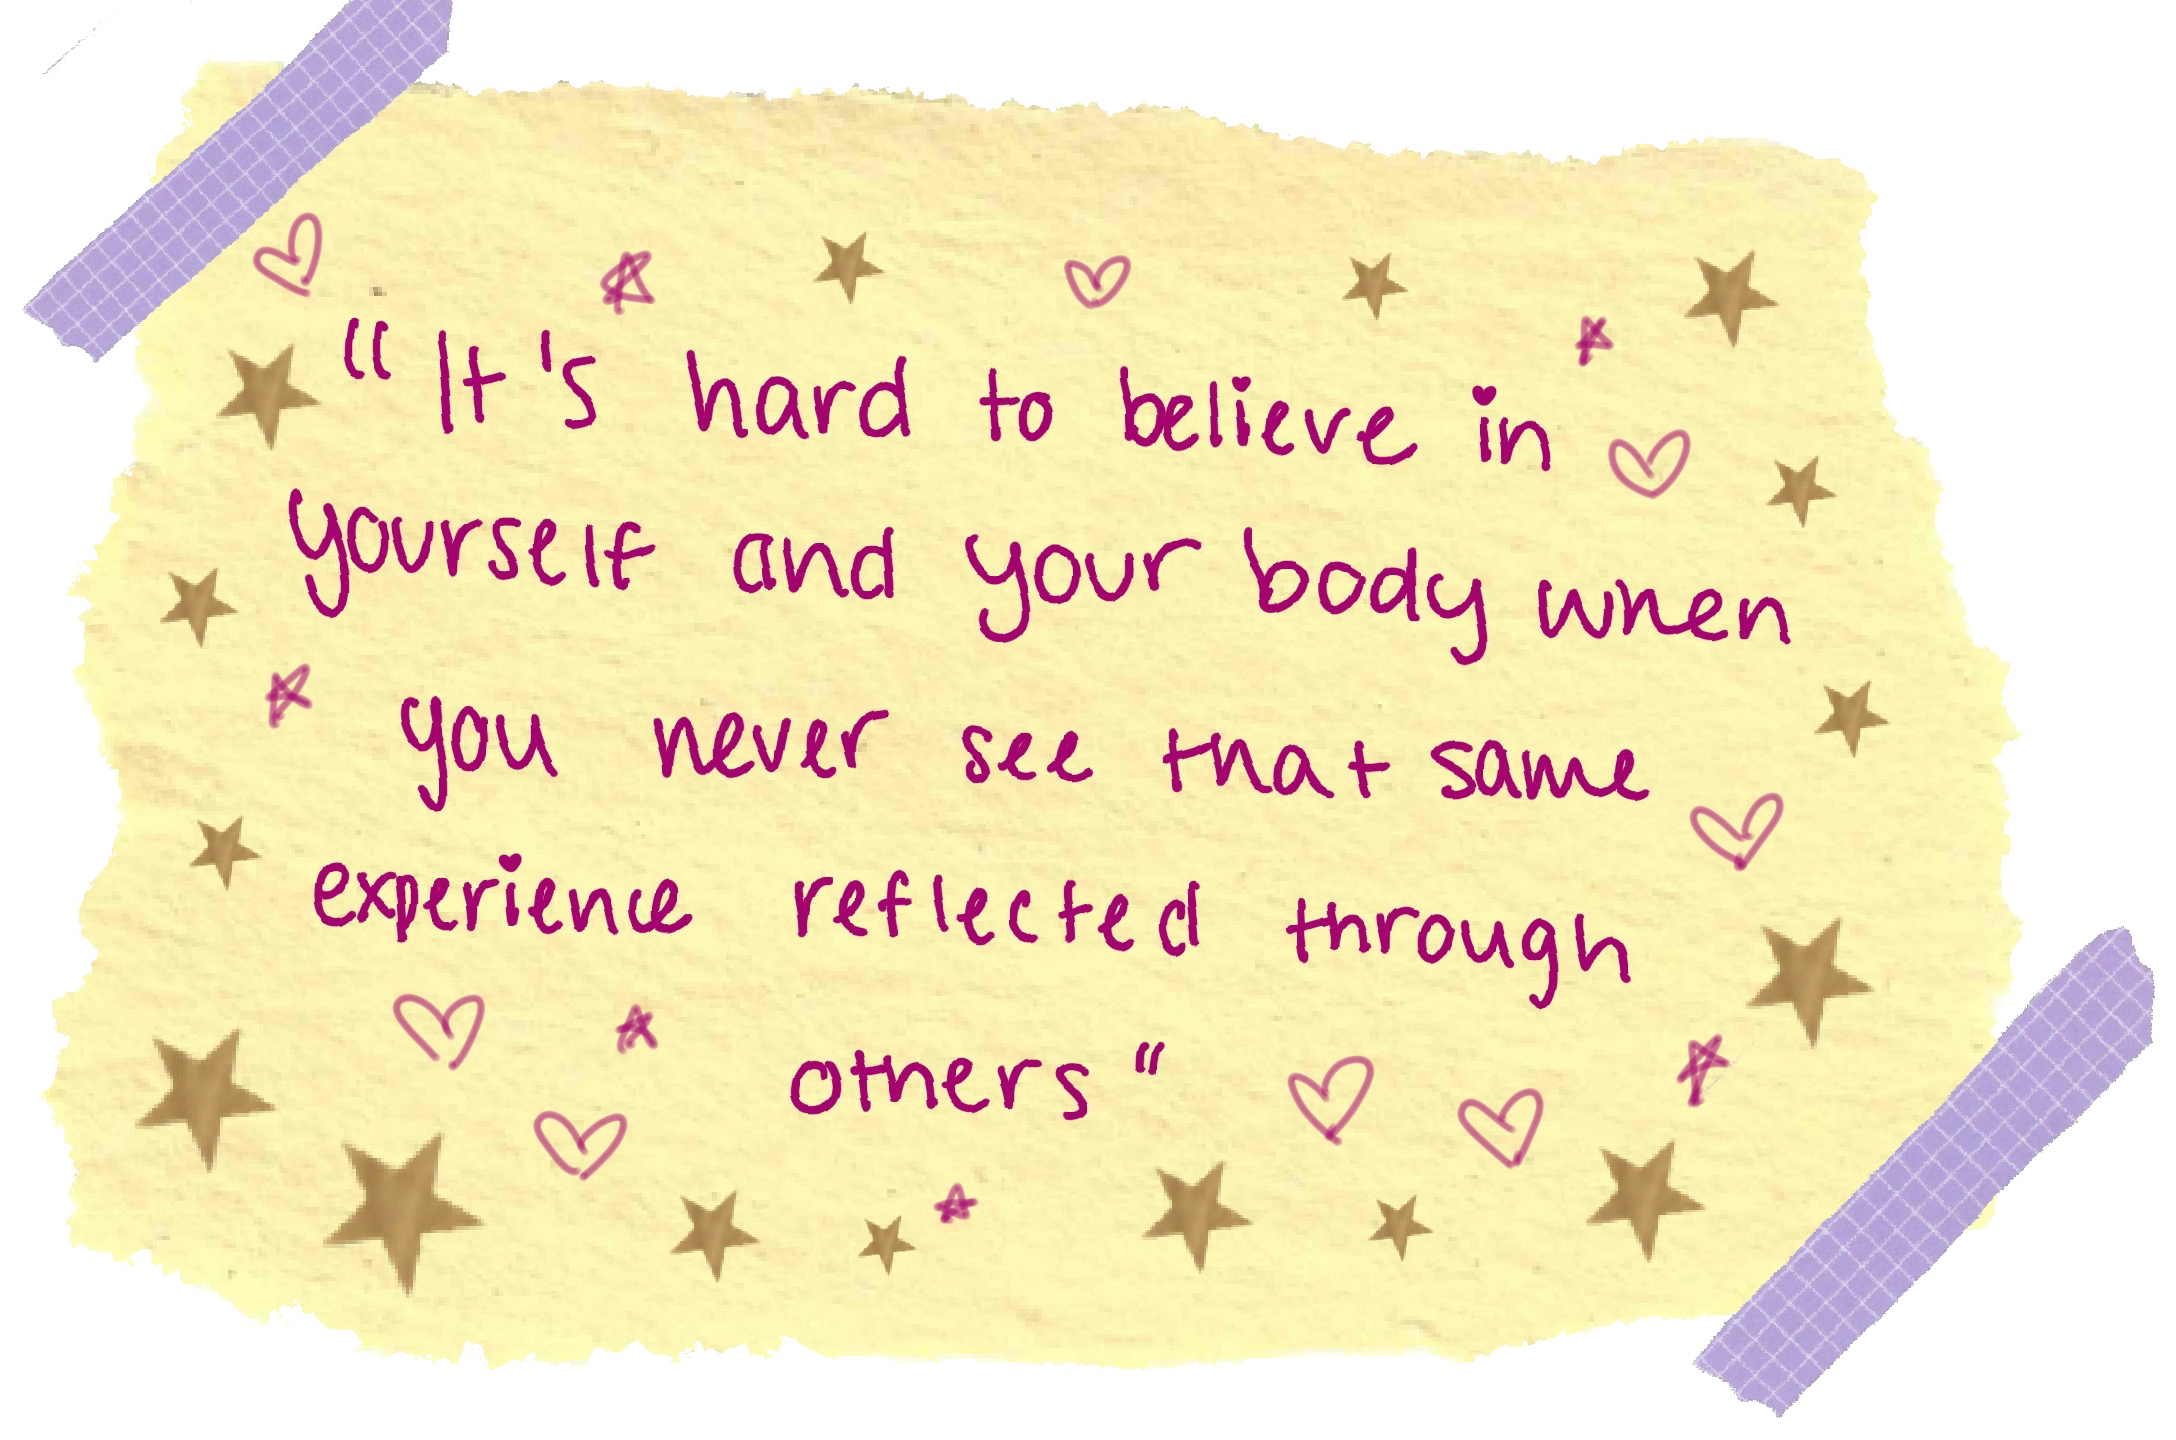 "It's hard to believe in
yourself and your body when
you never see that same
experience reflected through
others"